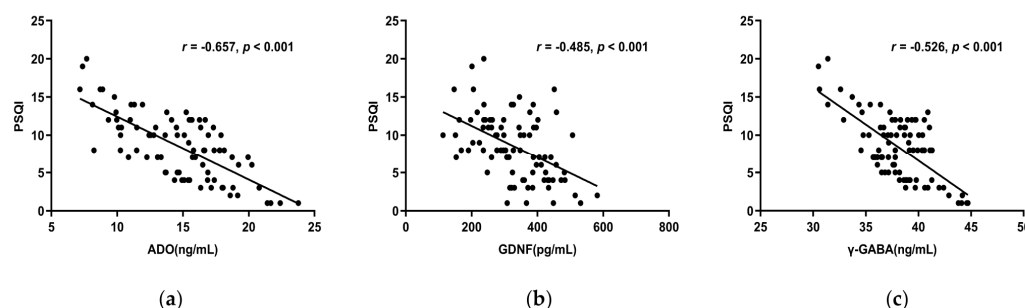 r = -0.657, p < 0.001
PSQI
25
20
15
10
5
0
5 10 15 20 25
ADO(ng/mL)
(a)
r = -0.485, p < 0.001
PSQI
25
20
15
10
5
0
0 200 400 600 800
GDNF(pg/mL)
(b)
r = -0.526, p < 0.001
PSQI
25
20
15
10
5
0
25 30 35 40 45 50
γ-GABA(ng/mL)
(c)